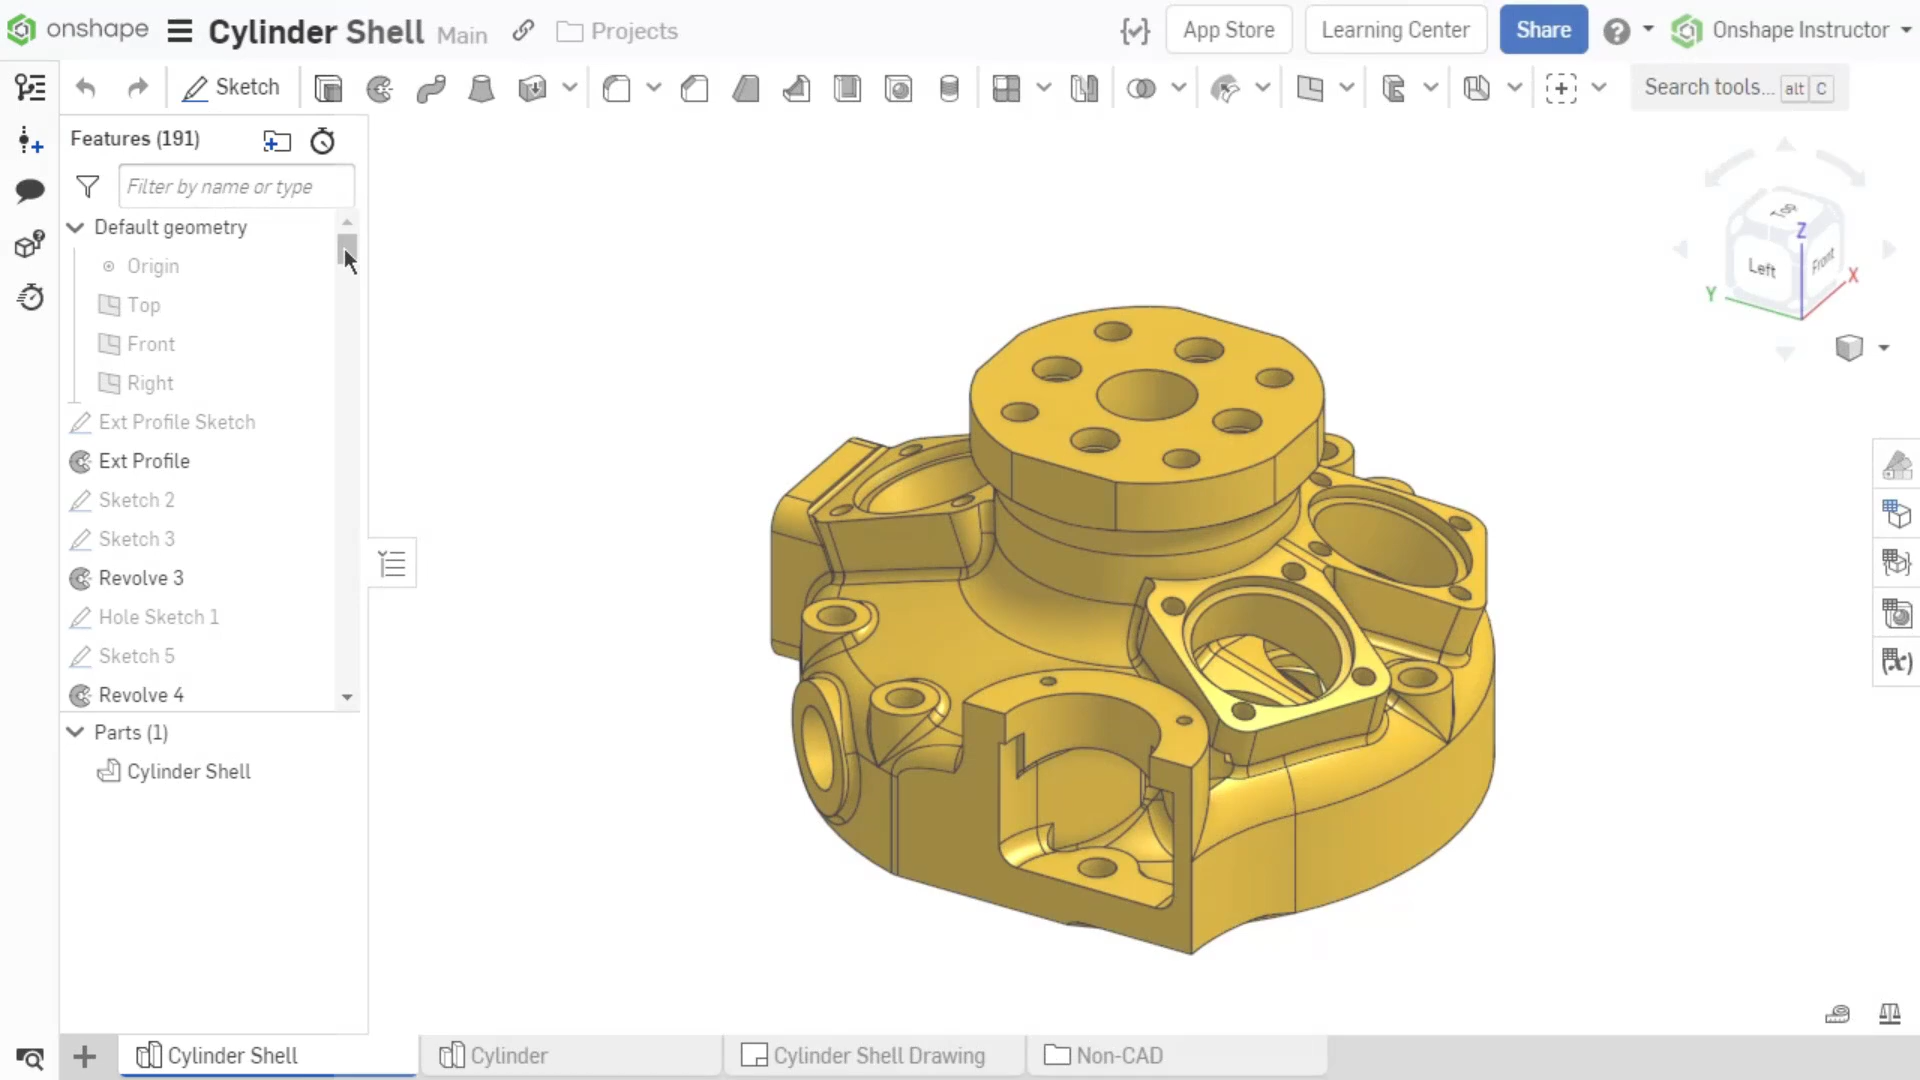 onshape
Cylinder Shell Main
Projects
App Store
Learning Center
Share
Onshape Instructor
Sketch
Search tools... alt C
Features (191)
Filter by name or type
Default geometry
Origin
Top
Front
Right
Ext Profile Sketch
Ext Profile
Sketch 2
Sketch 3
Revolve 3
Hole Sketch 1
Sketch 5
Revolve 4
Parts (1)
Cylinder Shell
Top
Z
Left
Front
X
Y
Cylinder Shell
Cylinder
Cylinder Shell Drawing
Non-CAD